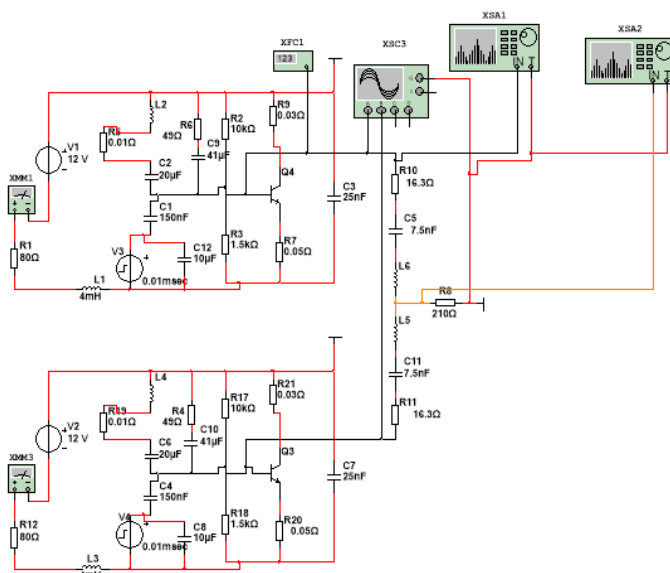 XSA1
XSA2
XFC1
XSC3
123
IN T
IN T
G
T
A B C D
L2
R9
0.03Ω
R5
0.01Ω
R6
49Ω
R2
10kΩ
V1
12 V
C9
41µF
C2
20µF
Q4
C3
25nF
R10
16.3Ω
XMM1
C1
150nF
C5
7.5nF
R1
80Ω
V3
0.01msec
C12
10µF
R3
1.5kΩ
R7
0.05Ω
L6
L1
4mH
R8
210Ω
L5
C11
7.5nF
L4
R21
0.03Ω
R19
0.01Ω
R4
49Ω
R17
10kΩ
R11
16.3Ω
V2
12 V
C10
41µF
C6
20µF
Q3
C7
25nF
XMM3
C4
150nF
R12
80Ω
V4
0.01msec
C8
10µF
R18
1.5kΩ
R20
0.05Ω
L3